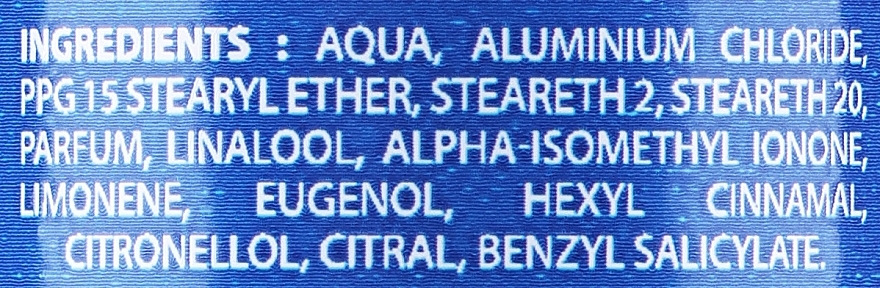 INGREDIENTS : AQUA, ALUMINIUM CHLORIDE,
PPG 15 STEARYL ETHER, STEARETH 2, STEARETH 20,
PARFUM, LINALOOL, ALPHA-ISOMETHYL IONONE,
LIMONENE, EUGENOL, HEXYL CINNAMAL,
CITRONELLOL, CITRAL, BENZYL SALICYLATE.